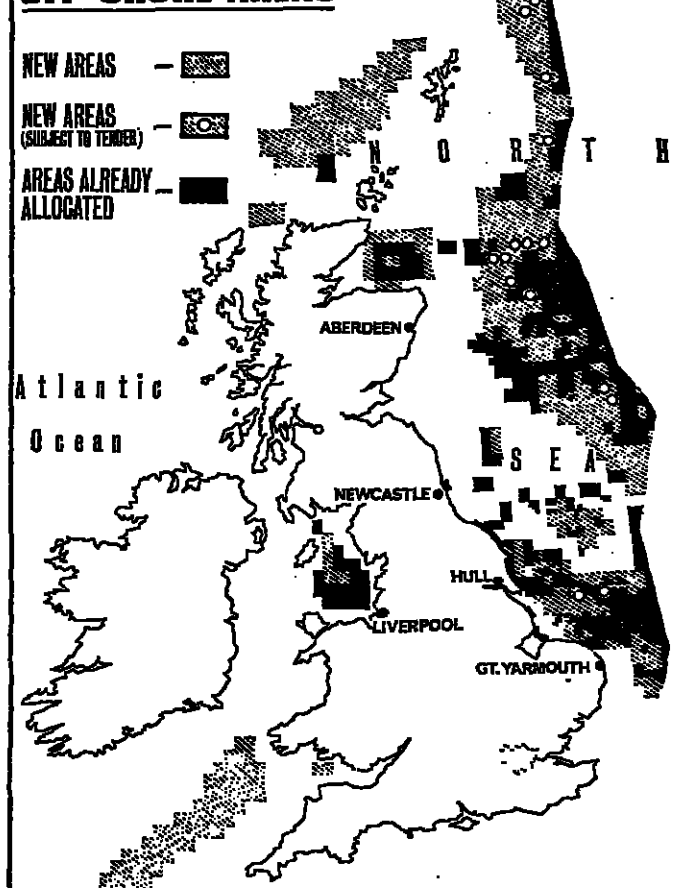 NEW AREAS –
NEW AREAS –
(SUBJECT TO TENDER)
AREAS ALREADY –
ALLOCATED
N O R T H
ABERDEEN
Atlantic
Ocean
S E A
NEWCASTLE
HULL
LIVERPOOL
GT. YARMOUTH